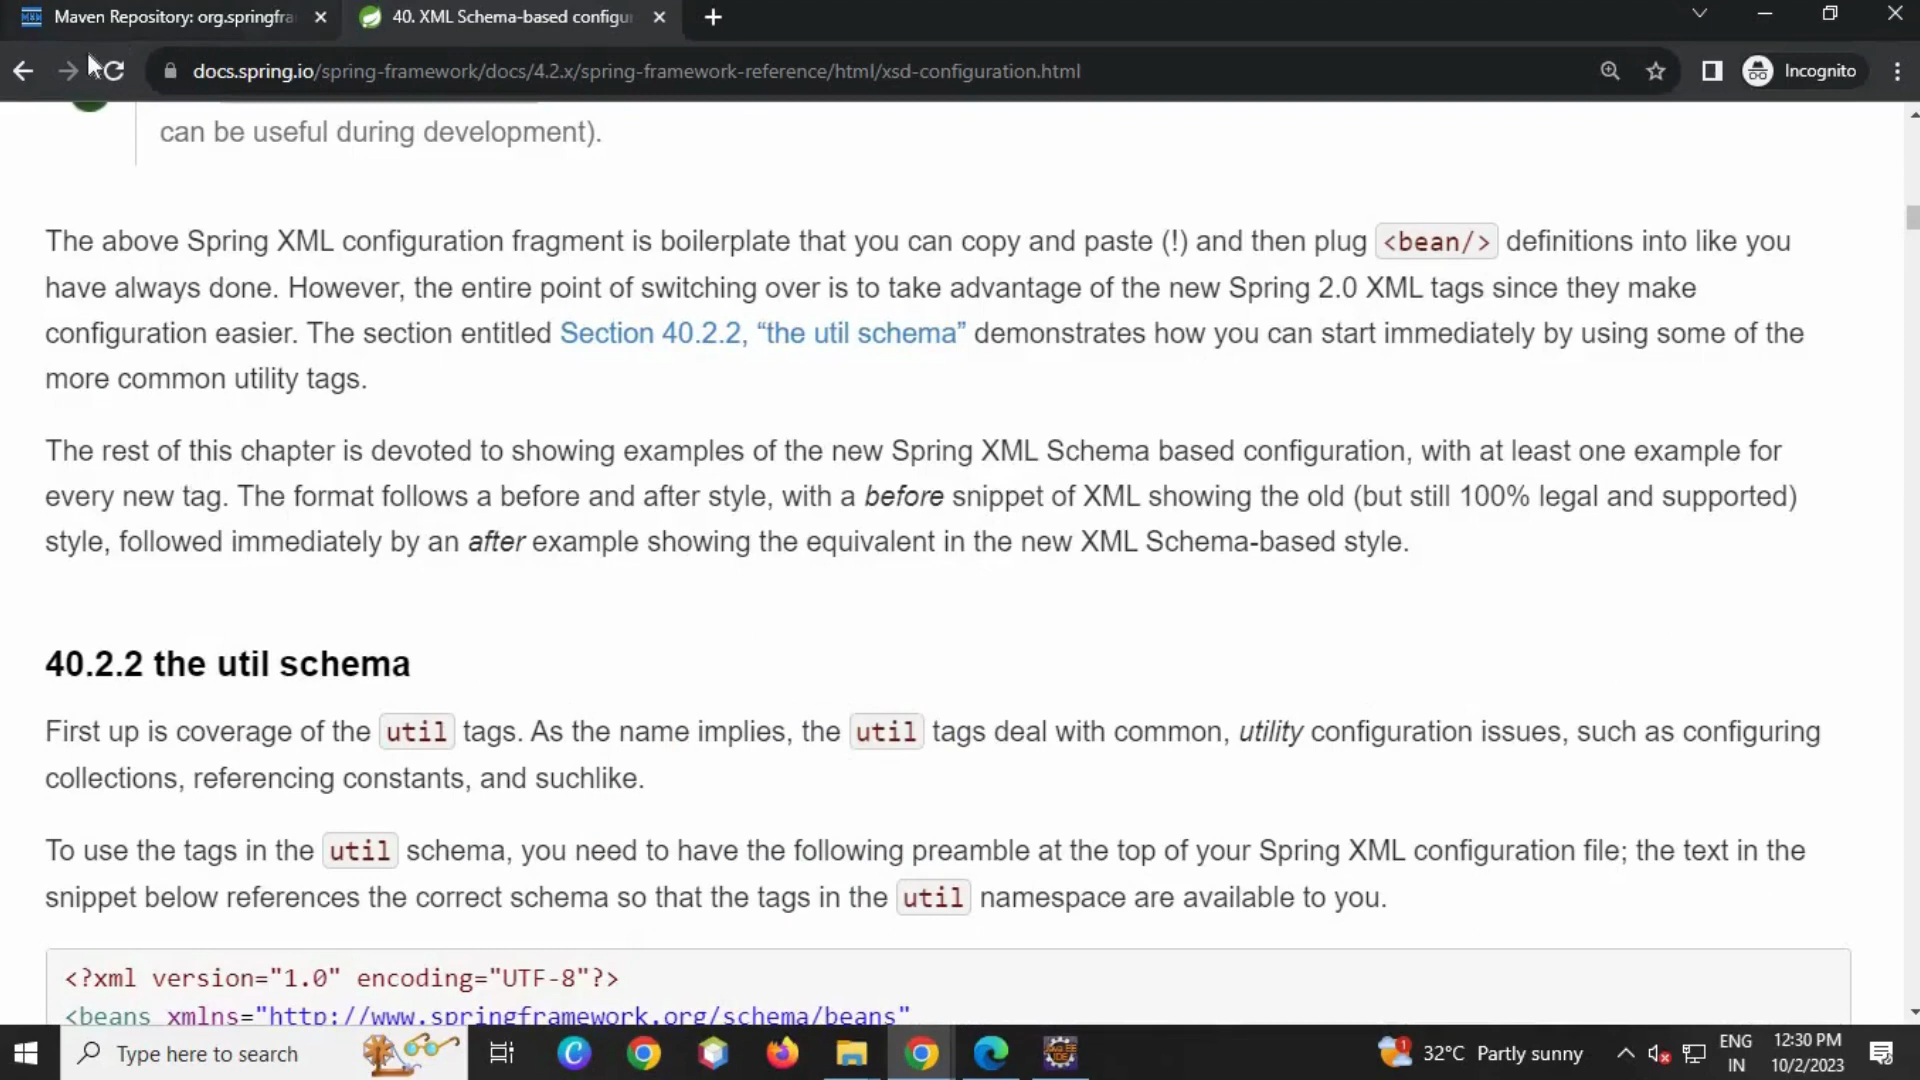 Maven Repository: org.springfra
40. XML Schema-based configu
docs.spring.io/spring-framework/docs/4.2.x/spring-framework-reference/html/xsd-configuration.html
Incognito
can be useful during development).
The above Spring XML configuration fragment is boilerplate that you can copy and paste (!) and then plug <bean/> definitions into like you
have always done. However, the entire point of switching over is to take advantage of the new Spring 2.0 XML tags since they make
configuration easier. The section entitled Section 40.2.2, “the util schema” demonstrates how you can start immediately by using some of the
more common utility tags.
The rest of this chapter is devoted to showing examples of the new Spring XML Schema based configuration, with at least one example for
every new tag. The format follows a before and after style, with a before snippet of XML showing the old (but still 100% legal and supported)
style, followed immediately by an after example showing the equivalent in the new XML Schema-based style.
40.2.2 the util schema
First up is coverage of the util tags. As the name implies, the util tags deal with common, utility configuration issues, such as configuring
collections, referencing constants, and suchlike.
To use the tags in the util schema, you need to have the following preamble at the top of your Spring XML configuration file; the text in the
snippet below references the correct schema so that the tags in the util namespace are available to you.
<?xml version="1.0" encoding="UTF-8"?>
<beans xmlns="http://www.springframework.org/schema/beans"
Type here to search
1
32°C Partly sunny
ENG
IN
12:30 PM
10/2/2023